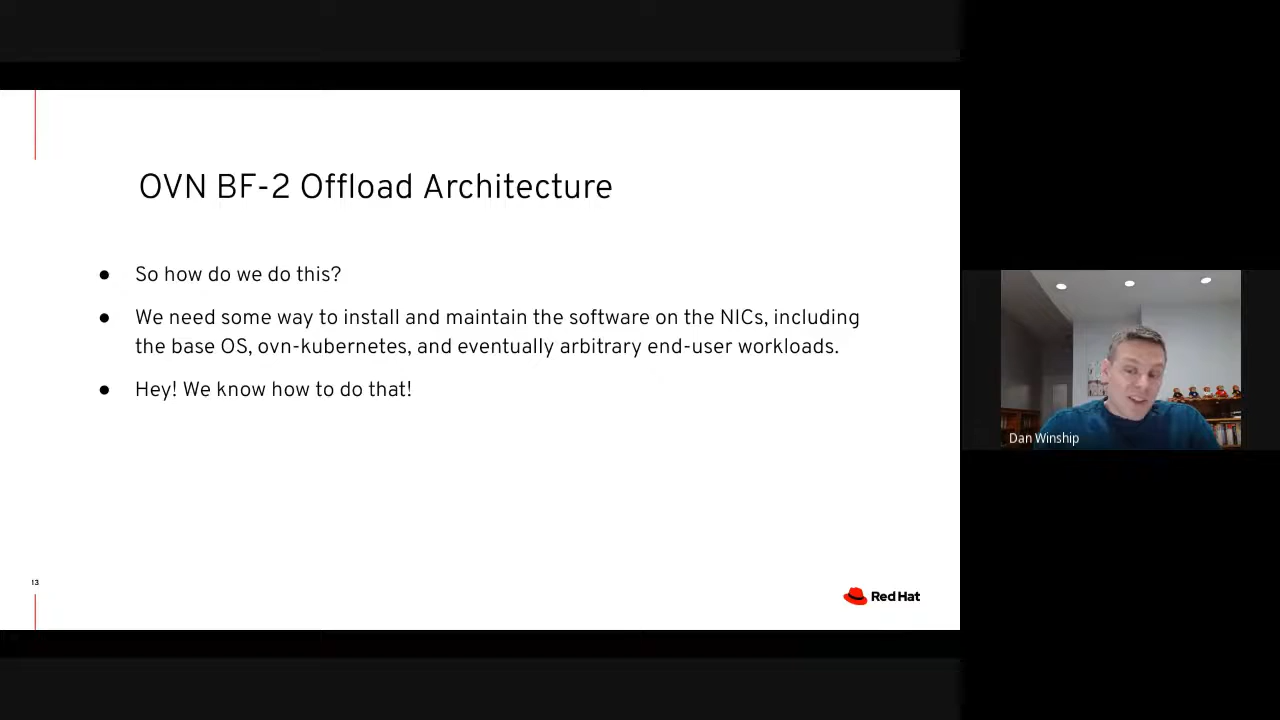 OVN BF-2 Offload Architecture
● So how do we do this?
● We need some way to install and maintain the software on the NICs, including
the base OS, ovn-kubernetes, and eventually arbitrary end-user workloads.
● Hey! We know how to do that!
Dan Winship
13
Red Hat